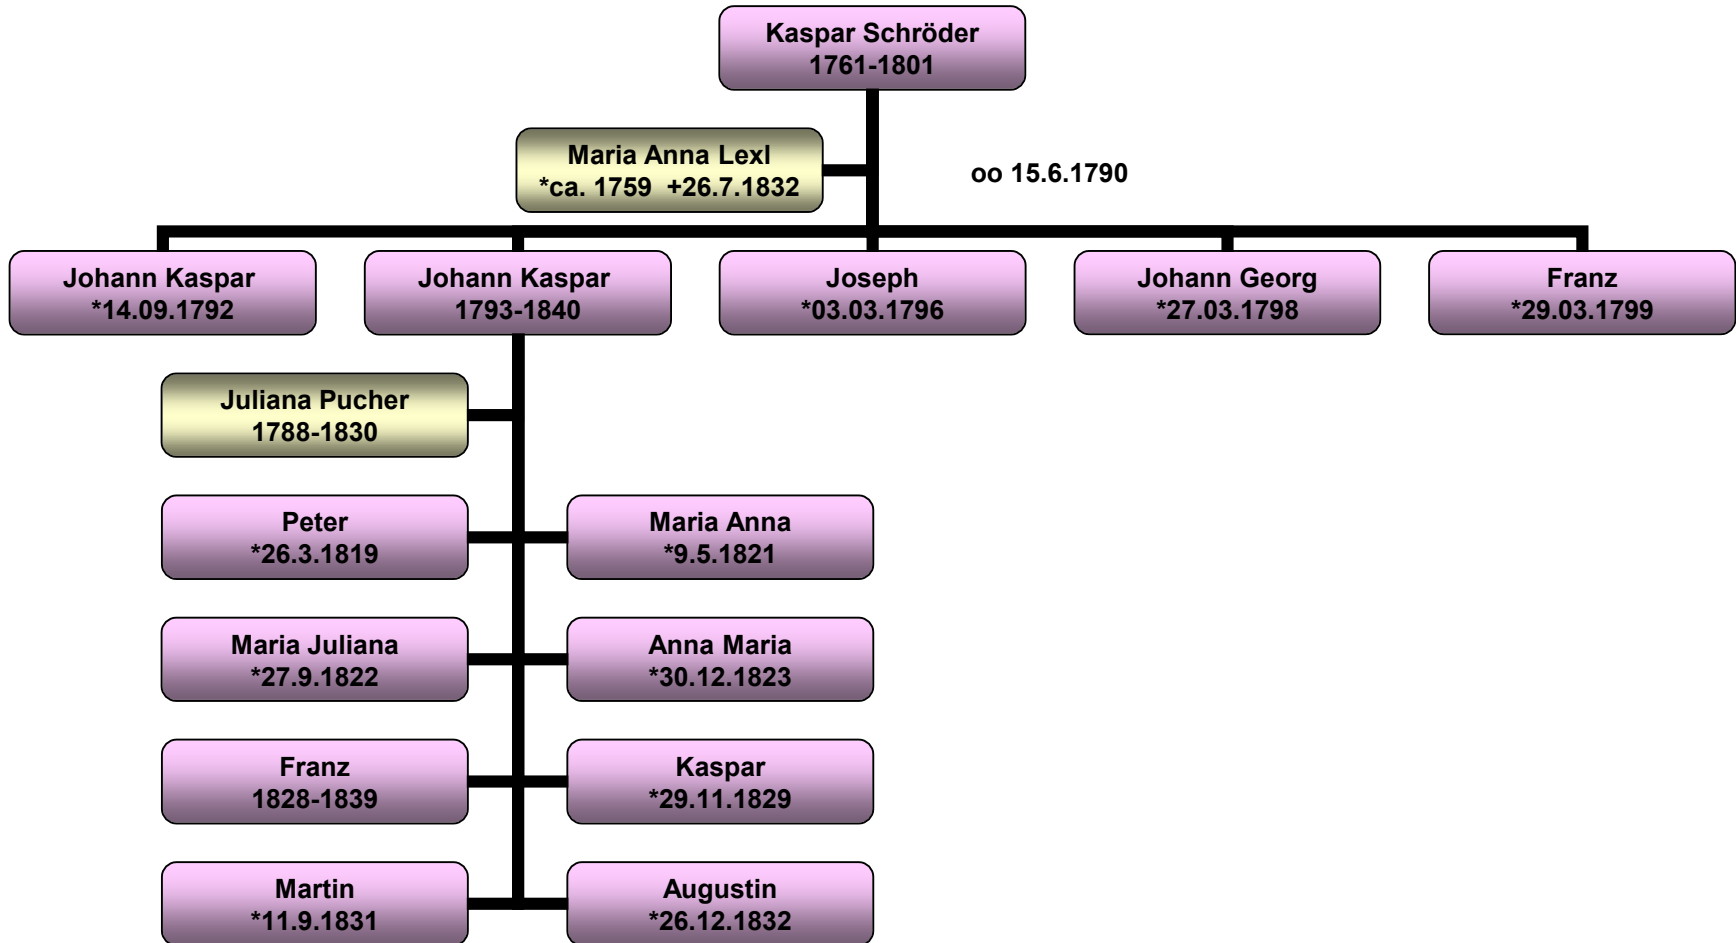 Kaspar Schröder
1761-1801
Maria Anna Lexl
*ca. 1759  +26.7.1832
oo 15.6.1790
Johann Kaspar
*14.09.1792
Johann Kaspar
1793-1840
Joseph
*03.03.1796
Johann Georg
*27.03.1798
Franz
*29.03.1799
Juliana Pucher
1788-1830
Peter
*26.3.1819
Maria Anna
*9.5.1821
Maria Juliana
*27.9.1822
Anna Maria
*30.12.1823
Franz
1828-1839
Kaspar
*29.11.1829
Martin
*11.9.1831
Augustin
*26.12.1832